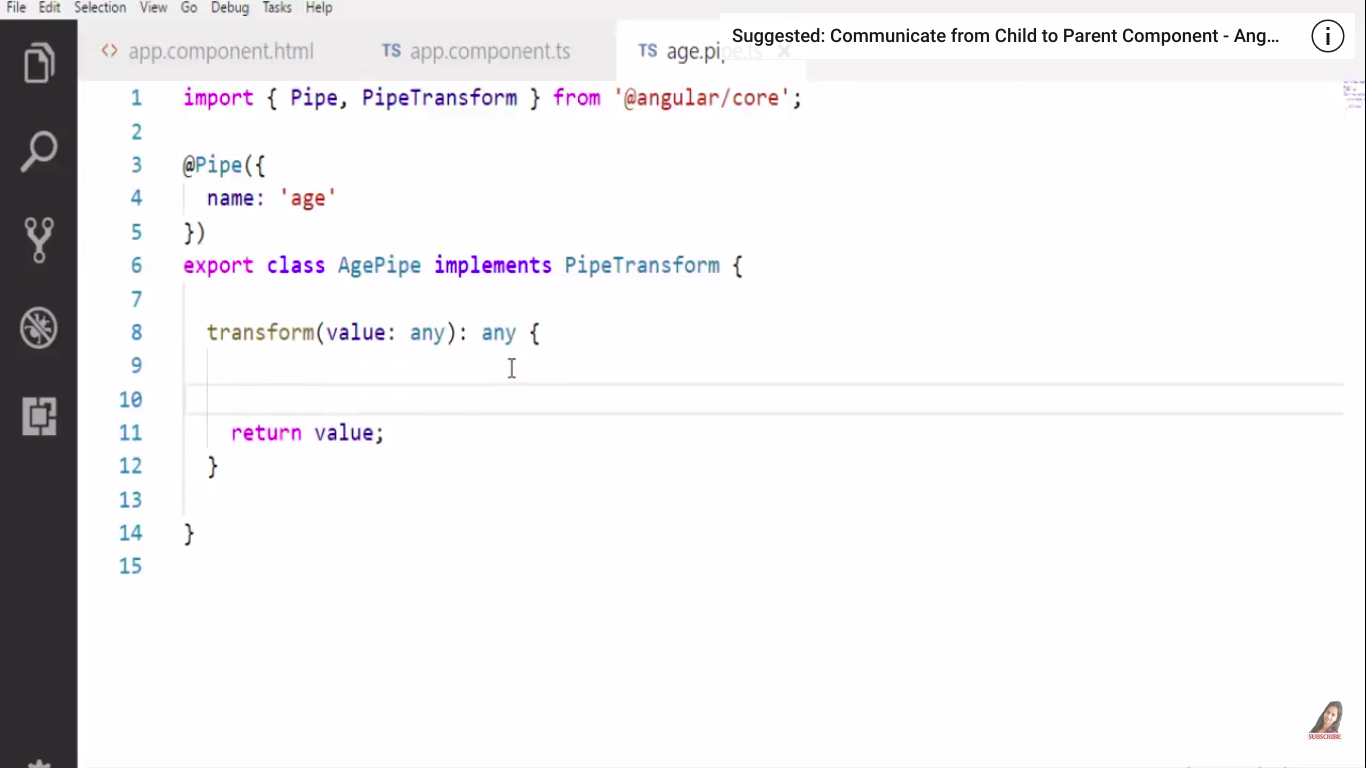 File Edit Selection View Go Debug Tasks Help
Suggested: Communicate from Child to Parent Component - Ang...
<> app.component.html TS app.component.ts TS age.pipe.ts ×
1 import { Pipe, PipeTransform } from '@angular/core';
2
3 @Pipe({
4 name: 'age'
5 })
6 export class AgePipe implements PipeTransform {
7
8 transform(value: any): any {
9
10
11 return value;
12 }
13
14 }
15
SUBSCRIBE